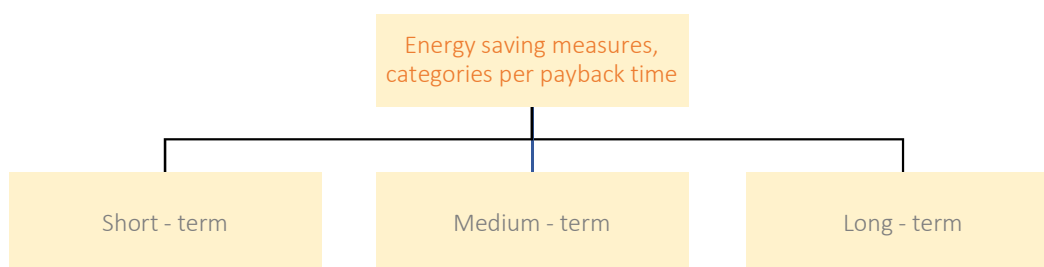 Energy saving measures,
categories per payback time
Short - term
Medium - term
Long - term